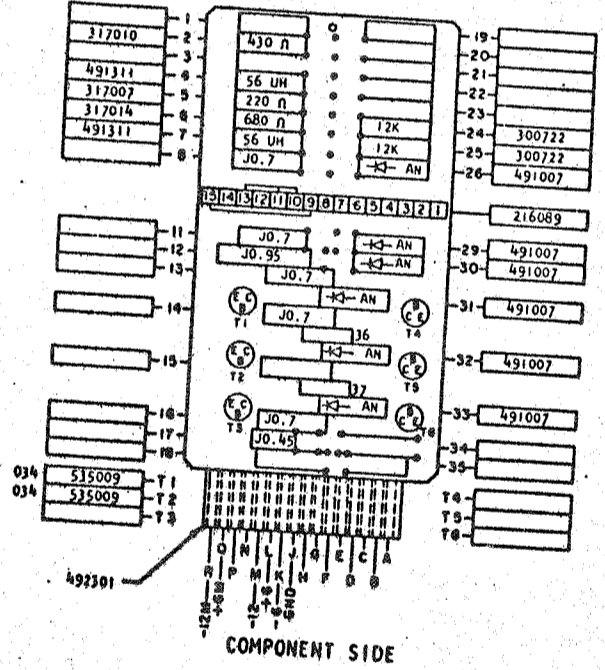 1
317010 2
3
491311 4
317007 5
317014 6
491311 7
8
430 Ω
56 UH
220 Ω
680 Ω
56 UH
J0.7
12K
12K
AN
19
20
21
22
23
24 300722
25 300722
26 491007
15 14 13 12 11 10 9 8 7 6 5 4 3 2 1
216089
11
12
13
14
15
16
17
18
J0.7
J0.95
J0.7
J0.7
J0.7
J0.45
AN
AN
AN
AN
AN
36
37
E C B
T1
E C B
T2
E C B
T3
B C E
T4
B C E
T5
B C E
T6
29 491007
30 491007
31 491007
32 491007
33 491007
34
35
034 535009 T1
034 535009 T2
T3
T4
T5
T6
492301
R Q P N M L K J H G F E D C B A
-12M
+6M
-12
+6
-6
GND
COMPONENT SIDE